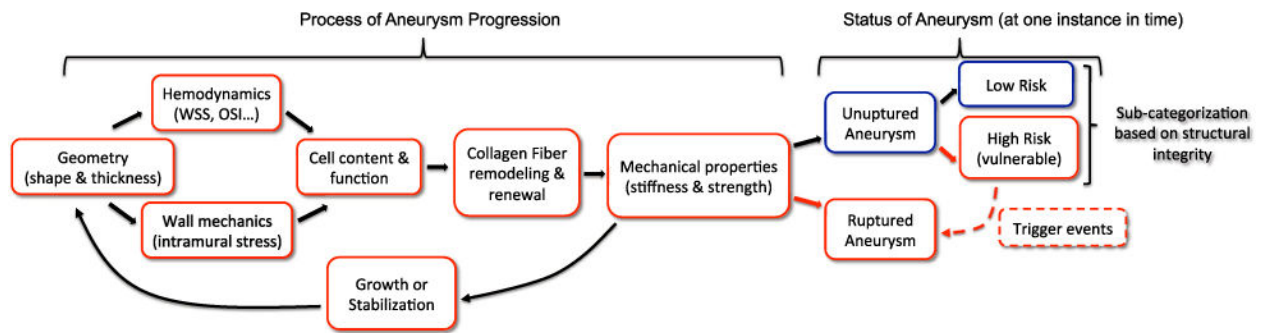 Process of Aneurysm Progression
Status of Aneurysm (at one instance in time)
Hemodynamics
(WSS, OSI...)
Geometry
(shape & thickness)
Wall mechanics
(intramural stress)
Cell content &
function
Collagen Fiber
remodeling &
renewal
Mechanical properties
(stiffness & strength)
Growth or
Stabilization
Unuptured
Aneurysm
Low Risk
High Risk
(vulnerable)
Ruptured
Aneurysm
Trigger events
Sub-categorization
based on structural
integrity